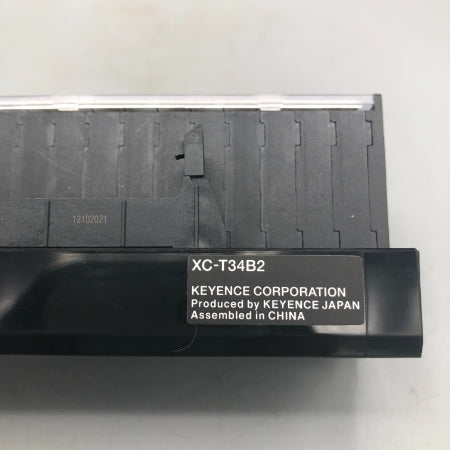 12102021
XC-T34B2
KEYENCE CORPORATION
Produced by KEYENCE JAPAN
Assembled in CHINA